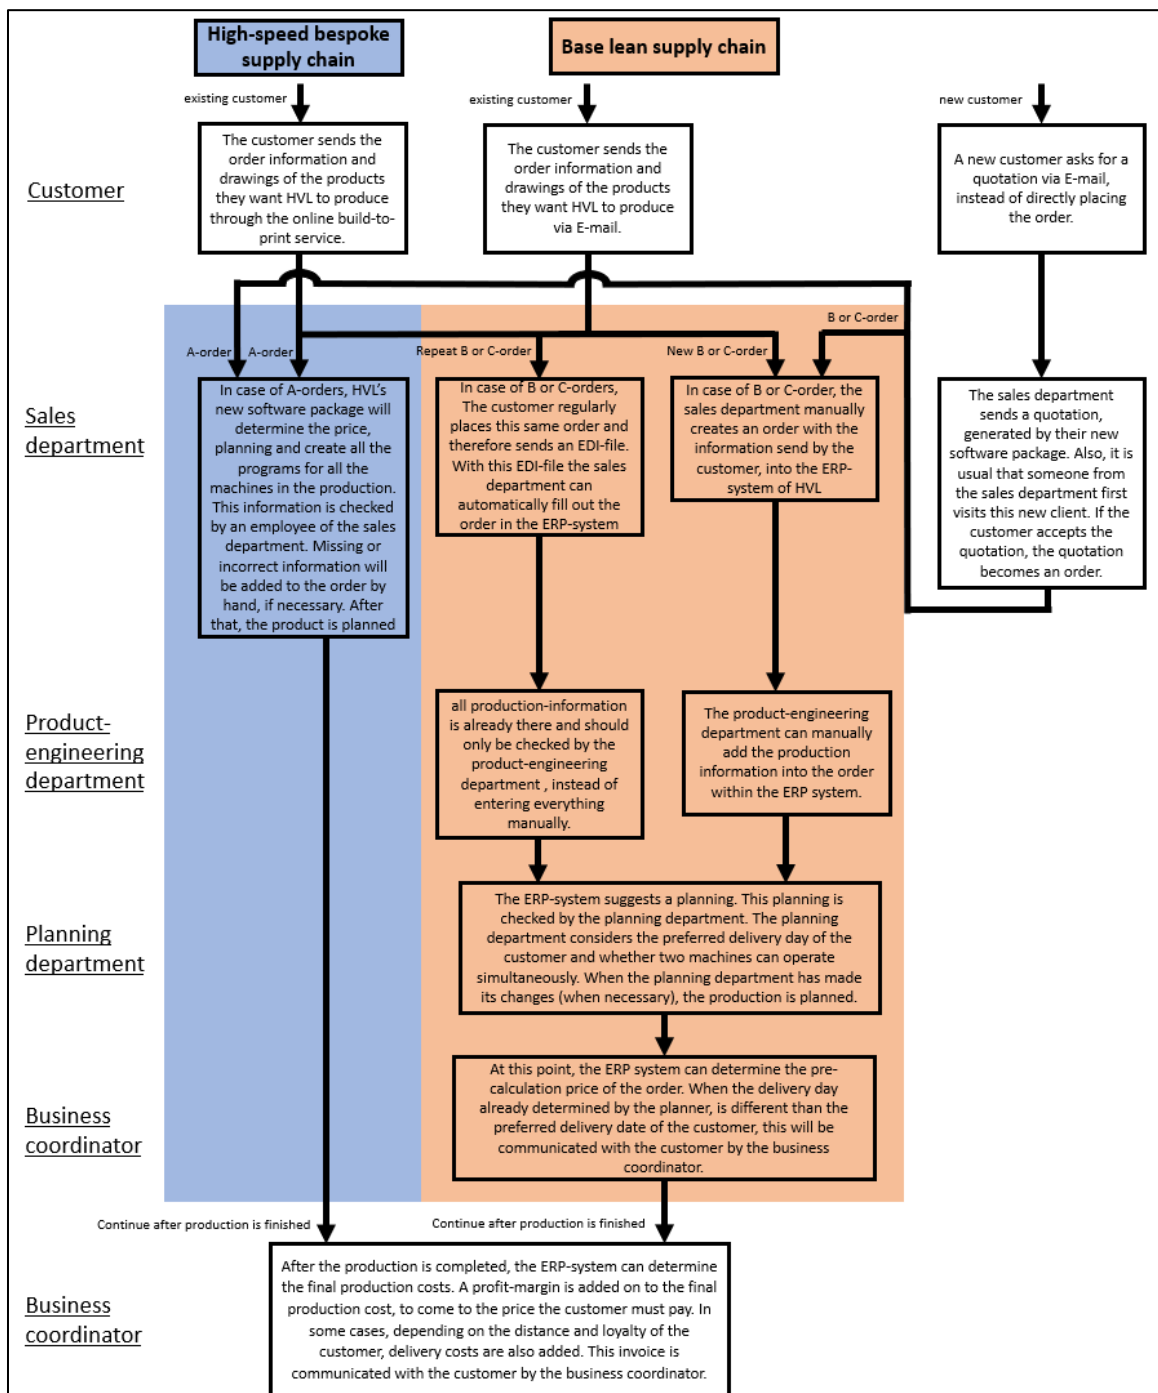 High-speed bespoke
supply chain
Base lean supply chain
existing customer
existing customer
new customer
Customer
The customer sends the
order information and
drawings of the products
they want HVL to produce
through the online build-to-
print service.
The customer sends the
order information and
drawings of the products
they want HVL to produce
via E-mail.
A new customer asks for a
quotation via E-mail,
instead of directly placing
the order.
B or C-order
A-order
A-order
Repeat B or C-order
New B or C-order
Sales
department
In case of A-orders, HVL's
new software package will
determine the price,
planning and create all the
programs for all the
machines in the production.
This information is checked
by an employee of the sales
department. Missing or
incorrect information will
be added to the order by
hand, if necessary. After
that, the product is planned
In case of B or C-orders,
The customer regularly
places this same order and
therefore sends an EDI-file.
With this EDI-file the sales
department can
automatically fill out the
order in the ERP-system
In case of B or C-order, the
sales department manually
creates an order with the
information send by the
customer, into the ERP-
system of HVL
The sales department
sends a quotation,
generated by their new
software package. Also, it is
usual that someone from
the sales department first
visits this new client. If the
customer accepts the
quotation, the quotation
becomes an order.
Product-
engineering
department
all production-information
is already there and should
only be checked by the
product-engineering
department , instead of
entering everything
manually.
The product-engineering
department can manually
add the production
information into the order
within the ERP system.
Planning
department
The ERP-system suggests a planning. This planning is
checked by the planning department. The planning
department considers the preferred delivery day of the
customer and whether two machines can operate
simultaneously. When the planning department has made
its changes (when necessary), the production is planned.
Business
coordinator
At this point, the ERP system can determine the pre-
calculation price of the order. When the delivery day
already determined by the planner, is different than the
preferred delivery date of the customer, this will be
communicated with the customer by the business
coordinator.
Continue after production is finished
Continue after production is finished
Business
coordinator
After the production is completed, the ERP-system can determine
the final production costs. A profit-margin is added on to the final
production cost, to come to the price the customer must pay. In
some cases, depending on the distance and loyalty of the
customer, delivery costs are also added. This invoice is
communicated with the customer by the business coordinator.